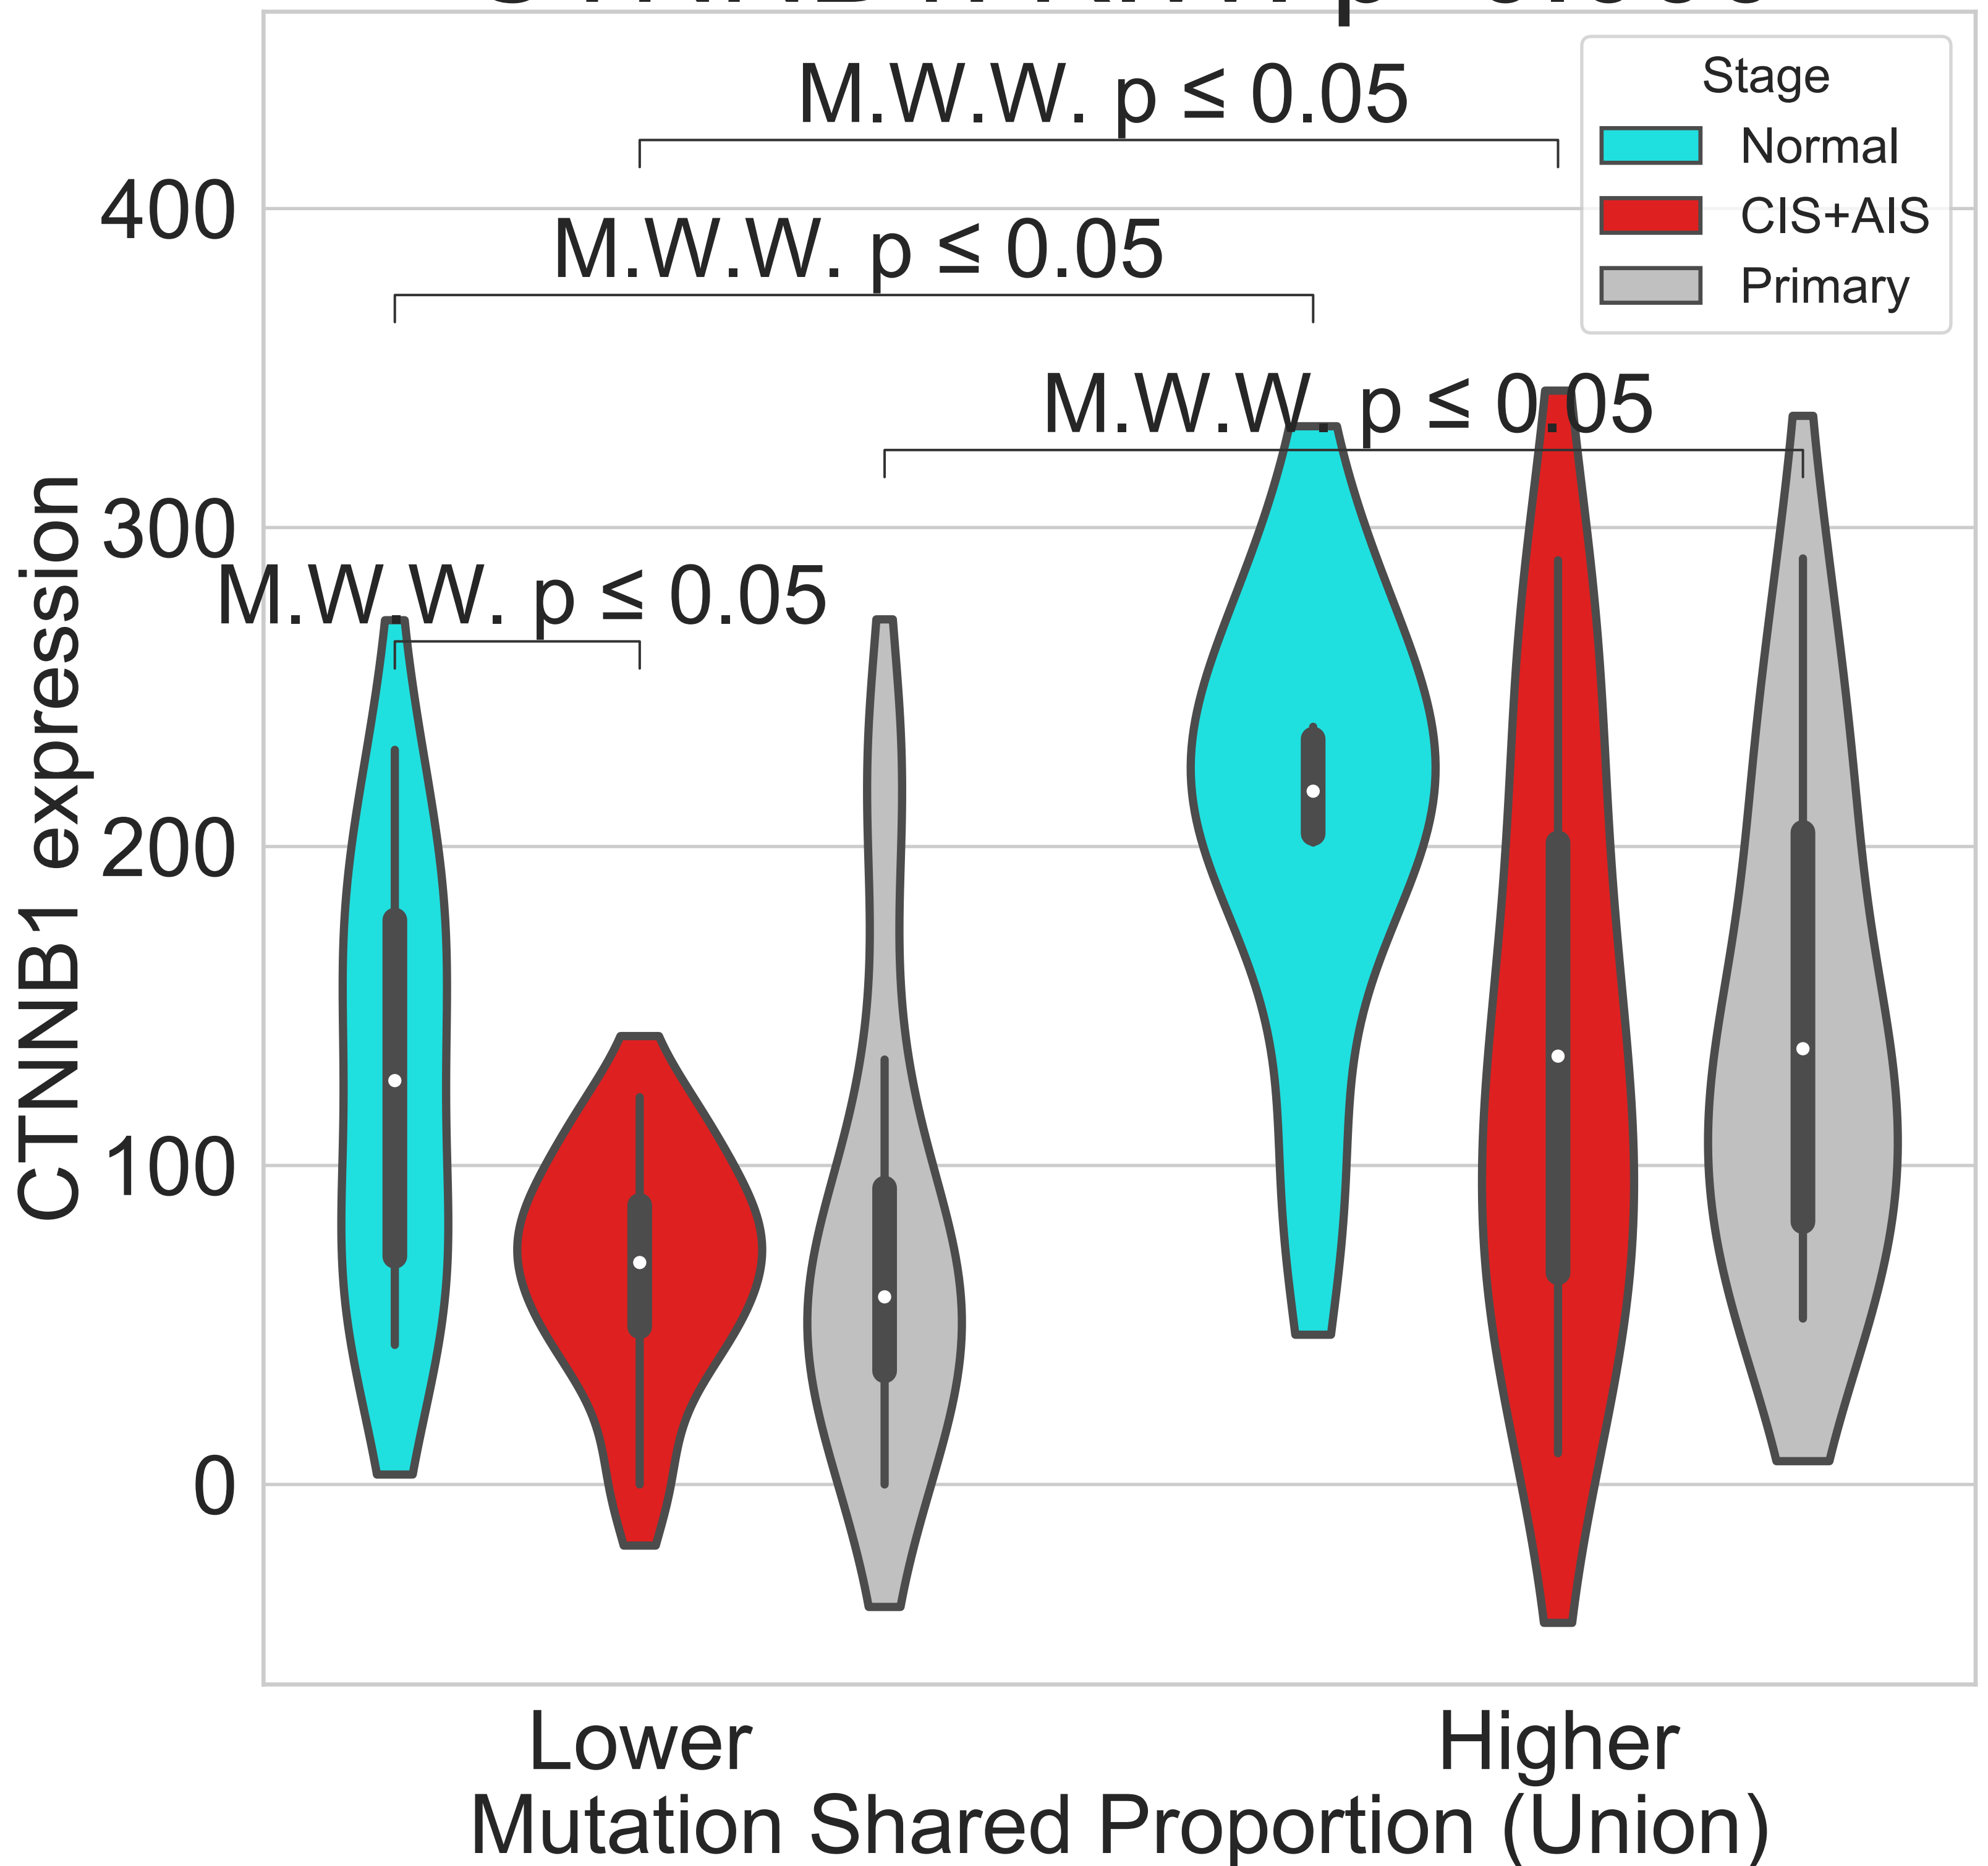 M.W.W. p ≤ 0.05
Stage
Normal
CIS+AIS
Primary
400
M.W.W. p ≤ 0.05
M.W.W. p ≤ 0.05
300
M.W.W. p ≤ 0.05
200
100
0
CTNNB1 expression
Lower
Higher
Mutation Shared Proportion (Union)